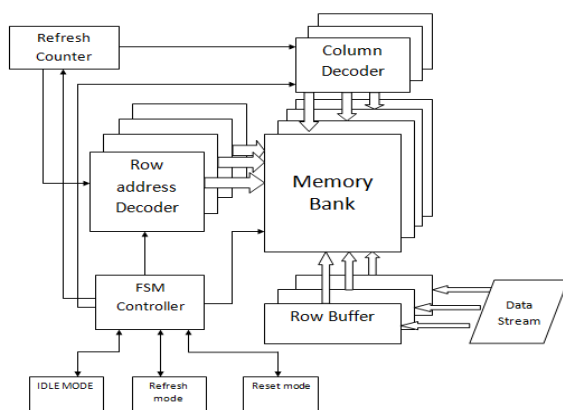 Refresh
Counter
Column
Decoder
Row
address
Decoder
Memory
Bank
FSM
Controller
Row Buffer
Data
Stream
IDLE MODE
Refresh
mode
Reset mode